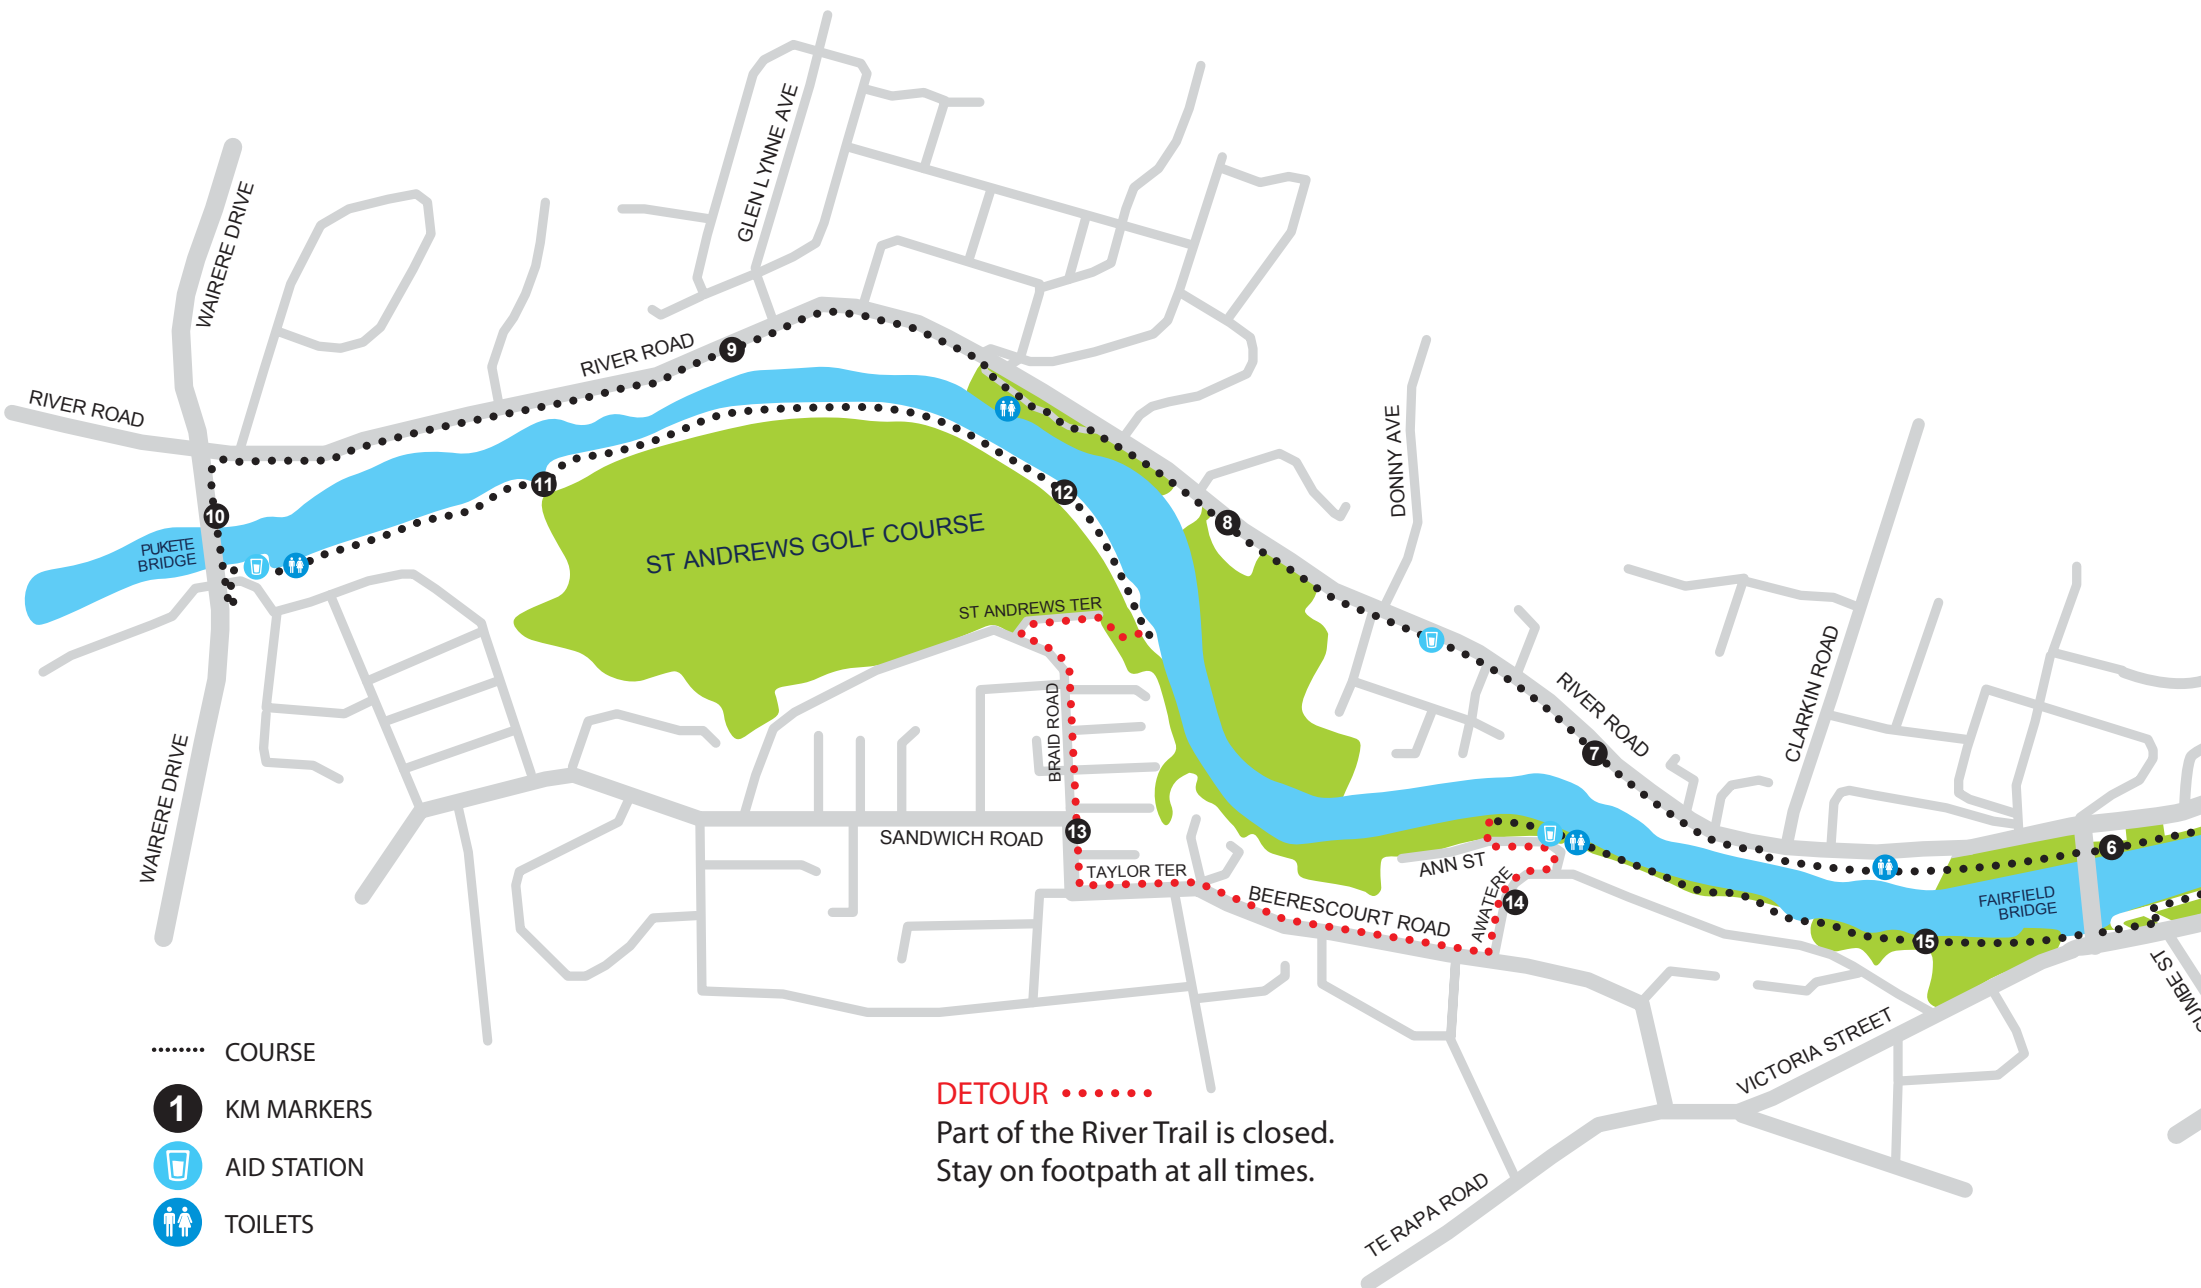 GLEN LYNNE AVE
WAIRERE DRIVE
RIVER ROAD
9
RIVER ROAD
DONNY AVE
11
12
10
8
ST ANDREWS GOLF COURSE
PUKETE
BRIDGE
ST ANDREWS TER
CLARKIN ROAD
RIVER ROAD
7
BRAID ROAD
WAIRERE DRIVE
13
SANDWICH ROAD
6
TAYLOR TER
ANN ST
BEERESCOURT ROAD
AWATERE
14
FAIRFIELD
BRIDGE
15
VICTORIA STREET
COURSE
1 KM MARKERS
AID STATION
TOILETS
DETOUR
Part of the River Trail is closed.
Stay on footpath at all times.
TE RAPA ROAD